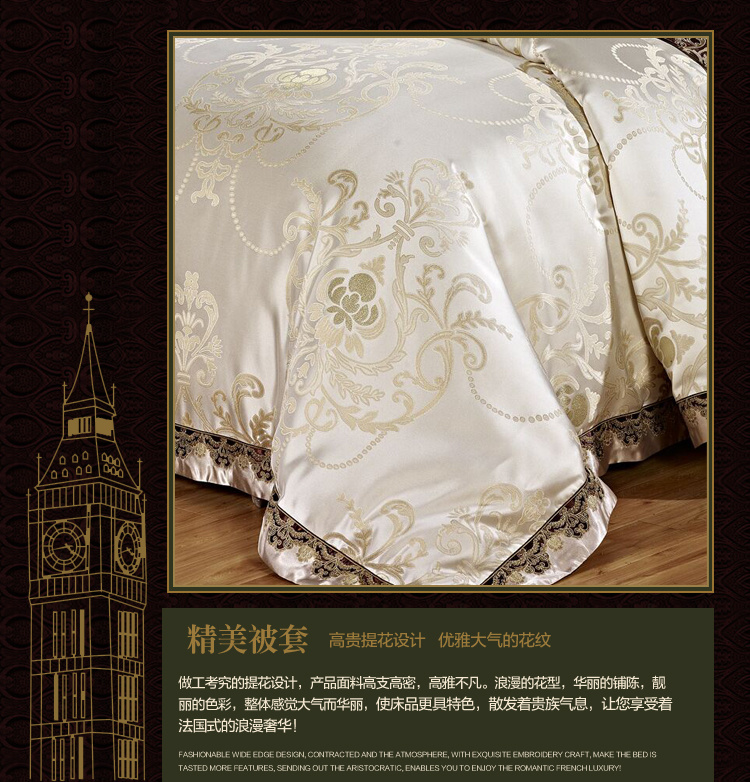 精美被套 高贵提花设计 优雅大气的花纹
做工考究的提花设计，产品面料高支高密，高雅不凡。浪漫的花型，华丽的铺陈，靓
丽的色彩，整体感觉大气而华丽，使床品更具特色，散发着贵族气息，让您享受着
法国式的浪漫奢华！
FASHIONABLE WIDE EDGE DESIGN, CONTRACTED AND THE ATMOSPHERE, WITH EXQUISITE EMBROIDERY CRAFT, MAKE THE BED IS
TASTED MORE FEATURES, SENDING OUT THE ARISTOCRATIC, ENABLES YOU TO ENJOY THE ROMANTIC FRENCH LUXURY!